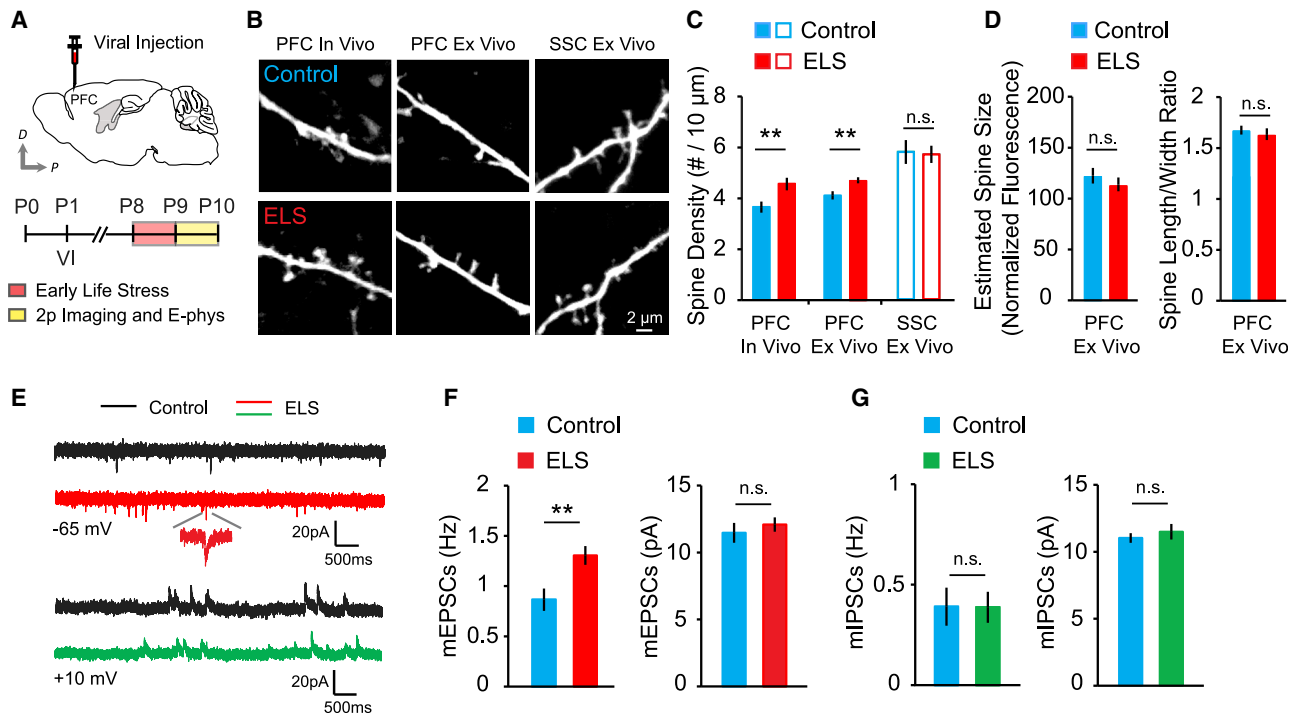 A
Viral Injection
PFC
D
P
P0 P1 P8 P9 P10
VI
Early Life Stress
2p Imaging and E-phys
B
PFC In Vivo PFC Ex Vivo SSC Ex Vivo
Control
ELS
2 μm
C
Control
ELS
Spine Density (# / 10 μm)
8
6
4
2
0
**
**
n.s.
PFC
In Vivo
PFC
Ex Vivo
SSC
Ex Vivo
D
Control
ELS
Estimated Spine Size
(Normalized Fluorescence)
200
150
100
50
0
n.s.
PFC
Ex Vivo
Spine Length/Width Ratio
2
1.5
1
0.5
0
n.s.
PFC
Ex Vivo
E
Control
ELS
-65 mV
20pA
500ms
+10 mV
20pA
500ms
F
Control
ELS
mEPSCs (Hz)
2
1.5
1
0.5
0
**
mEPSCs (pA)
15
10
5
0
n.s.
G
Control
ELS
mIPSCs (Hz)
1
0.5
0
n.s.
mIPSCs (pA)
15
10
5
0
n.s.